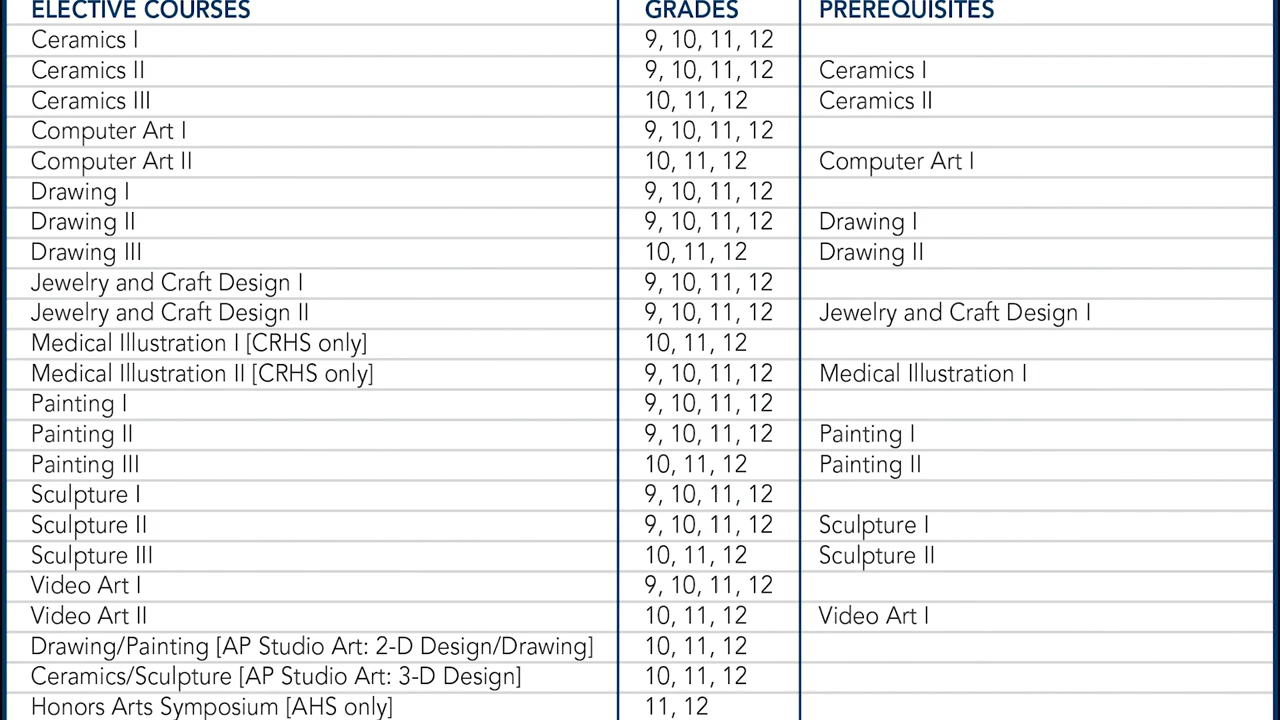 ELECTIVE COURSES GRADES PREREQUISITES
Ceramics I 9, 10, 11, 12
Ceramics II 9, 10, 11, 12 Ceramics I
Ceramics III 10, 11, 12 Ceramics II
Computer Art I 9, 10, 11, 12
Computer Art II 10, 11, 12 Computer Art I
Drawing I 9, 10, 11, 12
Drawing II 9, 10, 11, 12 Drawing I
Drawing III 10, 11, 12 Drawing II
Jewelry and Craft Design I 9, 10, 11, 12
Jewelry and Craft Design II 9, 10, 11, 12 Jewelry and Craft Design I
Medical Illustration I [CRHS only] 10, 11, 12
Medical Illustration II [CRHS only] 9, 10, 11, 12 Medical Illustration I
Painting I 9, 10, 11, 12
Painting II 9, 10, 11, 12 Painting I
Painting III 10, 11, 12 Painting II
Sculpture I 9, 10, 11, 12
Sculpture II 9, 10, 11, 12 Sculpture I
Sculpture III 10, 11, 12 Sculpture II
Video Art I 9, 10, 11, 12
Video Art II 10, 11, 12 Video Art I
Drawing/Painting [AP Studio Art: 2-D Design/Drawing] 10, 11, 12
Ceramics/Sculpture [AP Studio Art: 3-D Design] 10, 11, 12
Honors Arts Symposium [AHS only] 11, 12